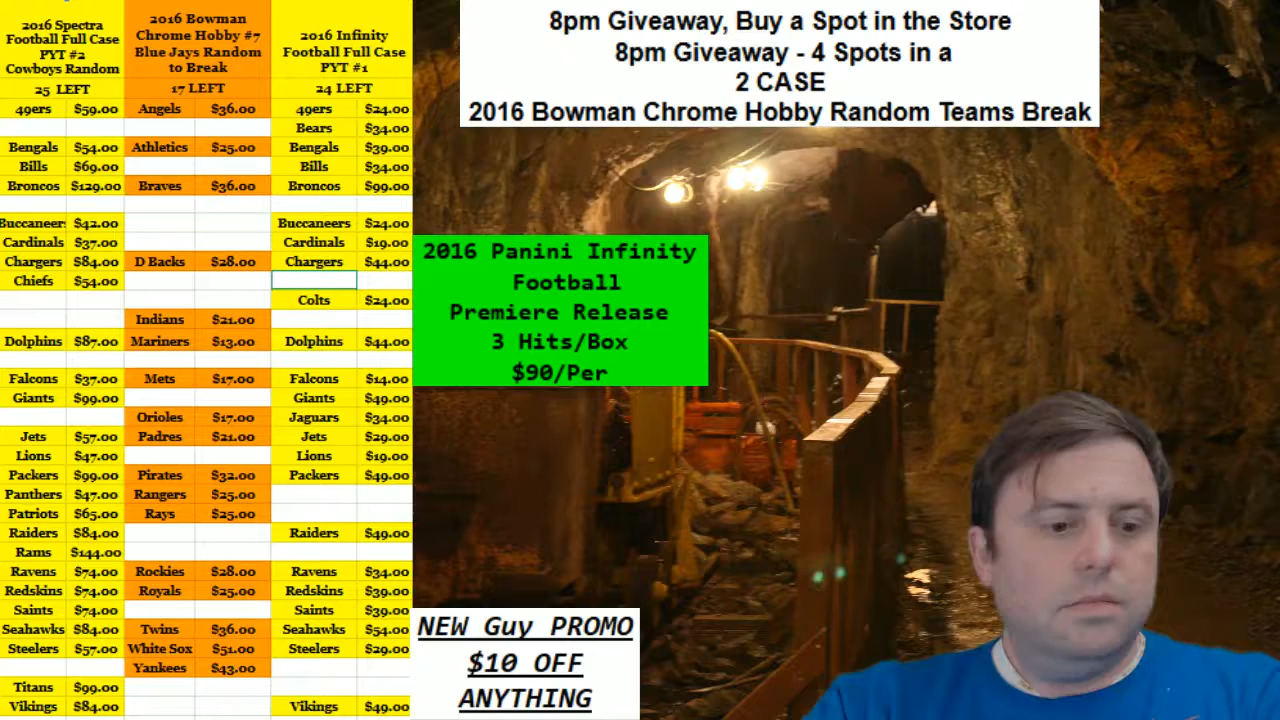 2016 Spectra
Football Full Case
PYT #2
Cowboys Random
25 LEFT
49ers $59.00
Bengals $54.00
Bills $69.00
Broncos $129.00
Buccaneers $42.00
Cardinals $37.00
Chargers $84.00
Chiefs $54.00
Dolphins $87.00
Falcons $37.00
Giants $99.00
Jets $57.00
Lions $47.00
Packers $99.00
Panthers $47.00
Patriots $65.00
Raiders $84.00
Rams $144.00
Ravens $74.00
Redskins $74.00
Saints $74.00
Seahawks $84.00
Steelers $57.00
Titans $99.00
Vikings $84.00
2016 Bowman
Chrome Hobby #7
Blue Jays Random
to Break
17 LEFT
Angels $36.00
Athletics $25.00
Braves $36.00
D Backs $28.00
Indians $21.00
Mariners $13.00
Mets $17.00
Orioles $17.00
Padres $21.00
Pirates $32.00
Rangers $25.00
Rays $25.00
Rockies $28.00
Royals $25.00
Twins $36.00
White Sox $51.00
Yankees $43.00
2016 Infinity
Football Full Case
PYT #1
24 LEFT
49ers $24.00
Bears $34.00
Bengals $39.00
Bills $34.00
Broncos $99.00
Buccaneers $24.00
Cardinals $19.00
Chargers $44.00
Colts $24.00
Dolphins $44.00
Falcons $14.00
Giants $49.00
Jaguars $34.00
Jets $29.00
Lions $19.00
Packers $49.00
Raiders $49.00
Ravens $34.00
Redskins $39.00
Saints $39.00
Seahawks $54.00
Steelers $29.00
Vikings $49.00
8pm Giveaway, Buy a Spot in the Store
8pm Giveaway - 4 Spots in a
2 CASE
2016 Bowman Chrome Hobby Random Teams Break
2016 Panini Infinity
Football
Premiere Release
3 Hits/Box
$90/Per
NEW Guy PROMO
$10 OFF
ANYTHING